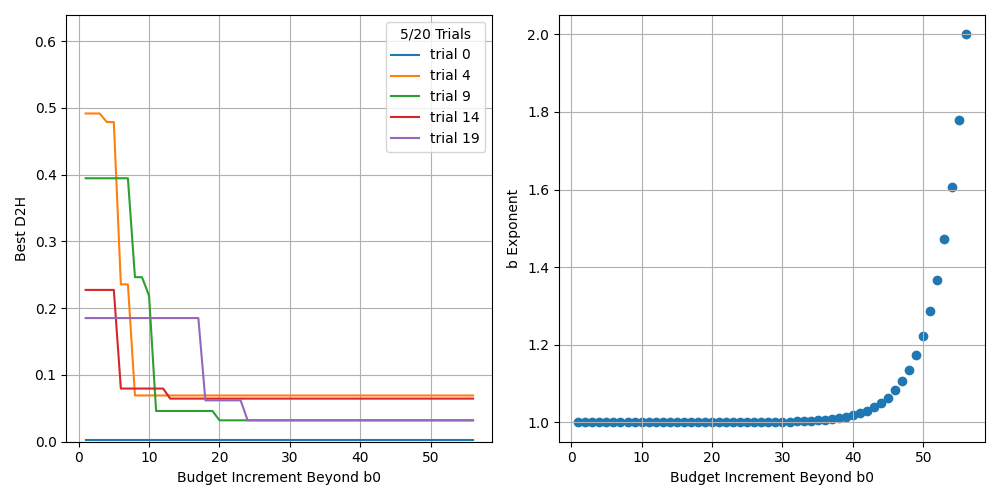 5/20 Trials
trial 0
trial 4
trial 9
trial 14
trial 19
Best D2H
0.6
0.5
0.4
0.3
0.2
0.1
0.0
0 10 20 30 40 50
Budget Increment Beyond b0
b Exponent
2.0
1.8
1.6
1.4
1.2
1.0
0 10 20 30 40 50
Budget Increment Beyond b0